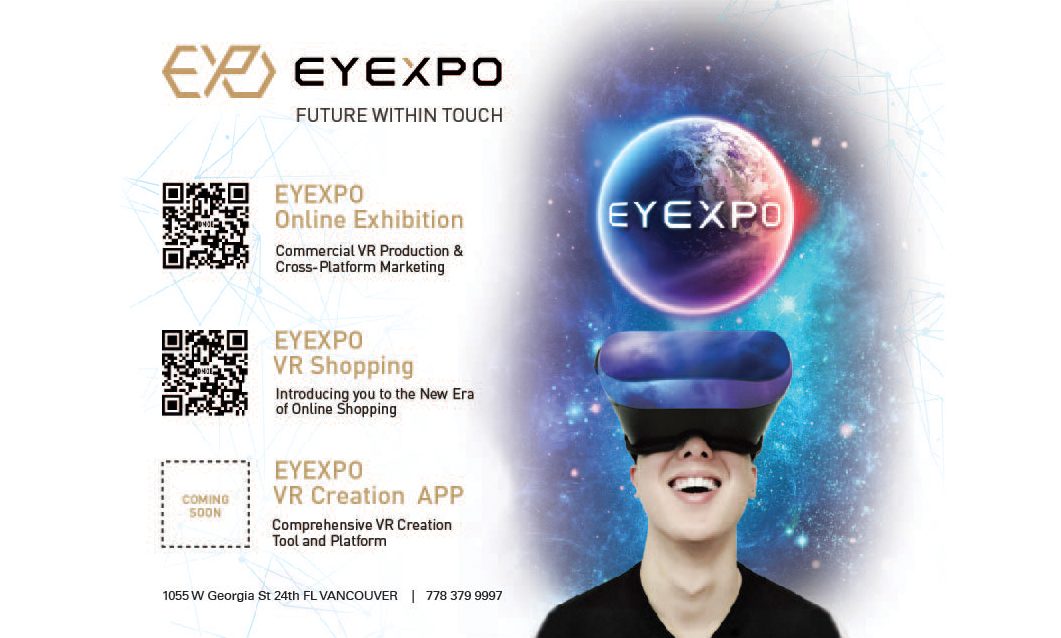 EYEXPO
FUTURE WITHIN TOUCH
EYEXPO
Online Exhibition
Commercial VR Production &
Cross-Platform Marketing
EYEXPO
VR Shopping
Introducing you to the New Era
of Online Shopping
COMING
SOON
EYEXPO
VR Creation APP
Comprehensive VR Creation
Tool and Platform
1055 W Georgia St 24th FL VANCOUVER | 778 379 9997
EYEXPO